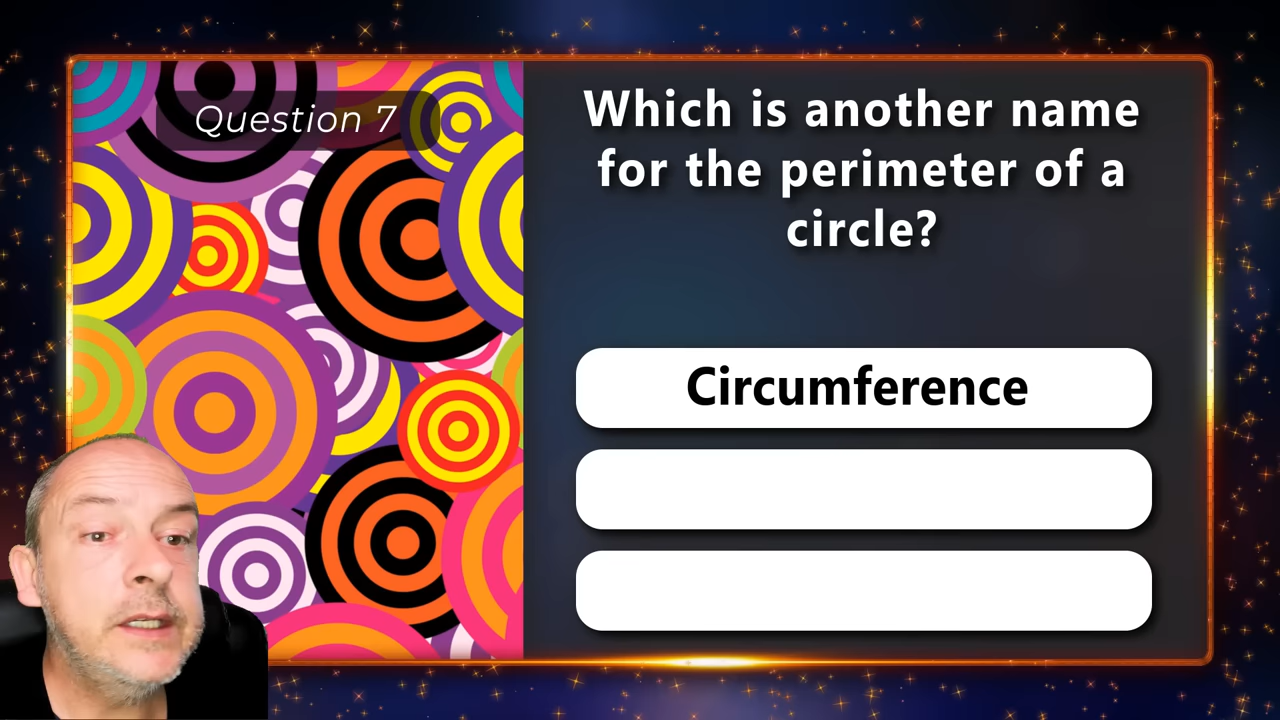 Question 7
Which is another name
for the perimeter of a
circle?
Circumference